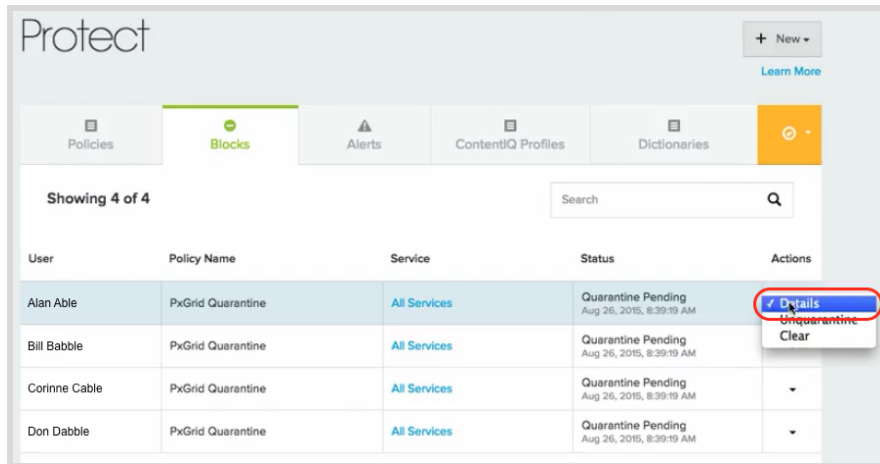 Protect
+ New
Learn More
Policies
Blocks
Alerts
ContentIQ Profiles
Dictionaries
Showing 4 of 4
Search
User Policy Name Service Status Actions
Alan Able PxGrid Quarantine All Services Quarantine Pending
Aug 26, 2015, 8:39:19 AM
✓ Details
Unquarantine
Clear
Bill Babble PxGrid Quarantine All Services Quarantine Pending
Aug 26, 2015, 8:39:19 AM
Corinne Cable PxGrid Quarantine All Services Quarantine Pending
Aug 26, 2015, 8:39:19 AM
Don Dabble PxGrid Quarantine All Services Quarantine Pending
Aug 26, 2015, 8:39:19 AM